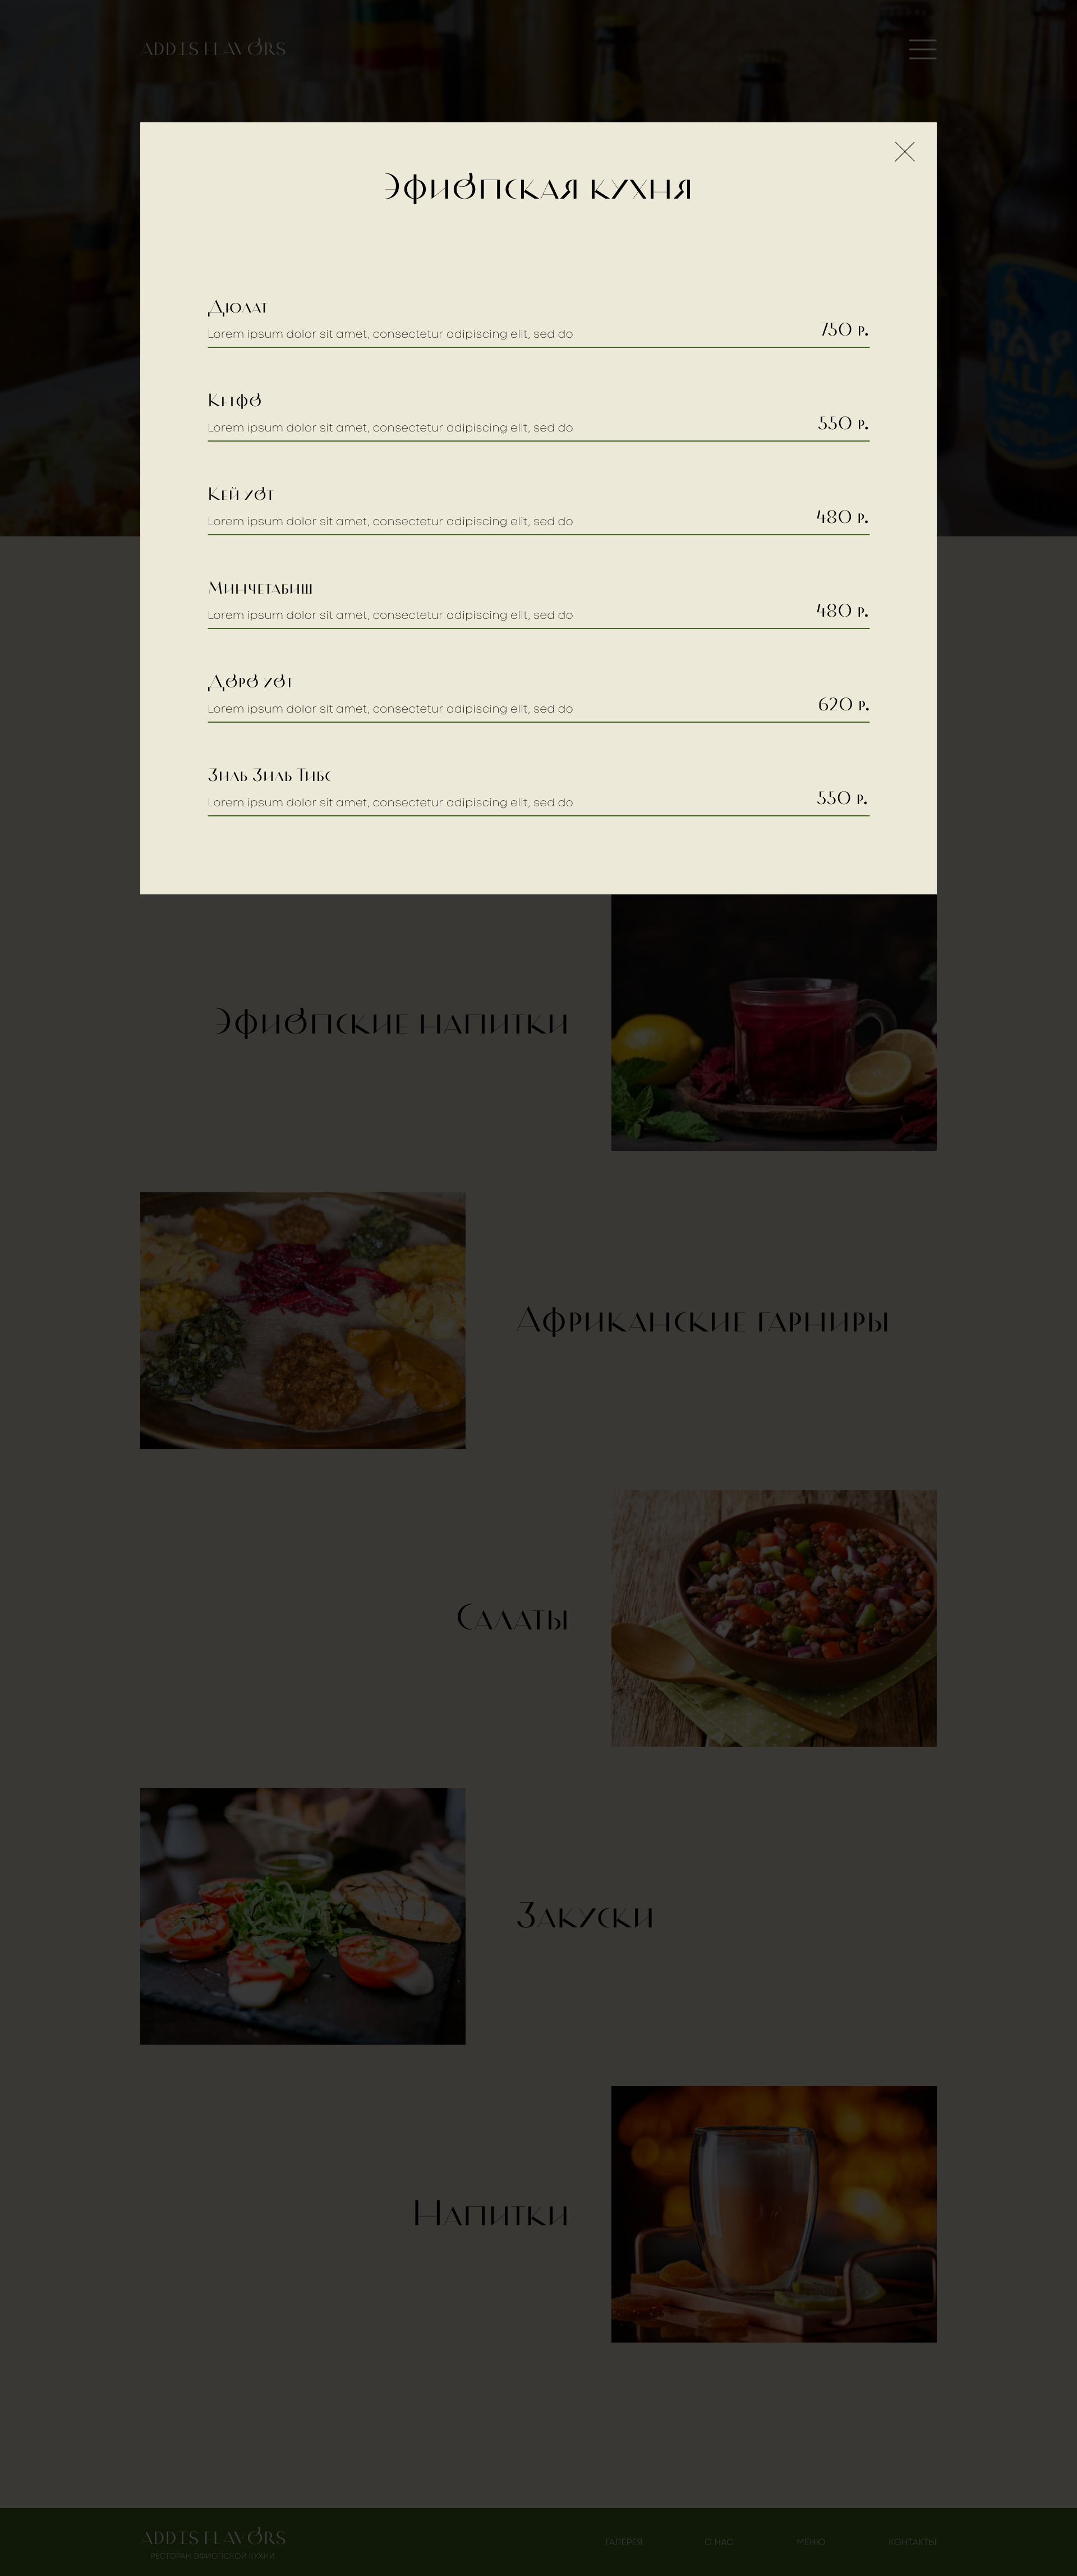 ADDIS FLAVORS
Эфиопская кухня
Дюлат
Lorem ipsum dolor sit amet, consectetur adipiscing elit, sed do
750 р.
Кетфо
Lorem ipsum dolor sit amet, consectetur adipiscing elit, sed do
550 р.
Кей уот
Lorem ipsum dolor sit amet, consectetur adipiscing elit, sed do
480 р.
Минчетабиш
Lorem ipsum dolor sit amet, consectetur adipiscing elit, sed do
480 р.
Доро уот
Lorem ipsum dolor sit amet, consectetur adipiscing elit, sed do
620 р.
Зиль Зиль Тибс
Lorem ipsum dolor sit amet, consectetur adipiscing elit, sed do
550 р.
Эфиопские напитки
Африканские гарниры
Салаты
Закуски
Напитки
ADDIS FLAVORS
РЕСТОРАН ЭФИОПСКОЙ КУХНИ
ГАЛЕРЕЯ
О НАС
МЕНЮ
КОНТАКТЫ